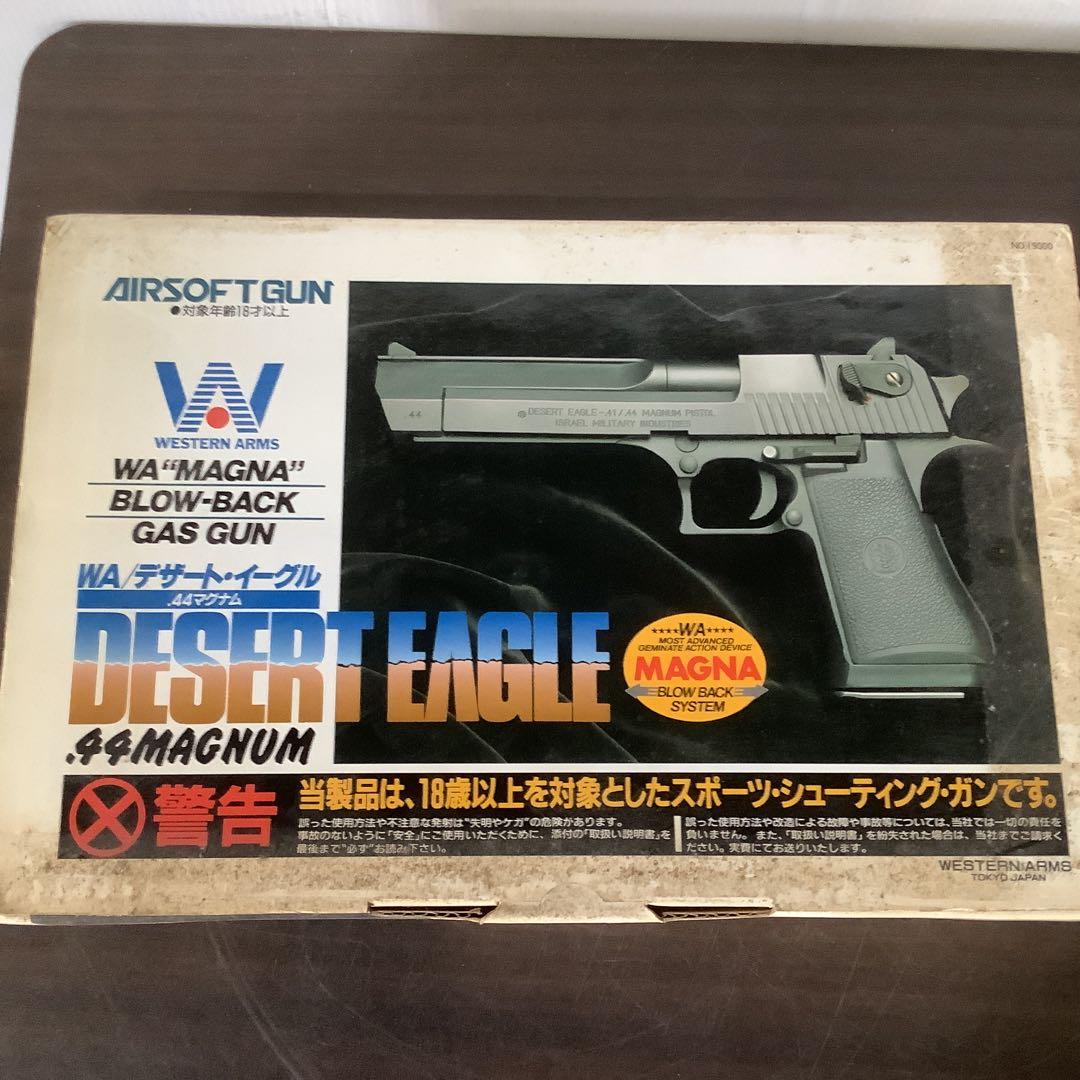 NO.19000
AIRSOFT GUN
●対象年齢18才以上
W
WESTERN ARMS
WA "MAGNA"
BLOW-BACK
GAS GUN
WA/デザート・イーグル
.44マグナム
DESERT EAGLE
.44 MAGNUM
.44
DESERT EAGLE-.41/.44 MAGNUM PISTOL
ISRAEL MILITARY INDUSTRIES
★★★★WA★★★★
MOST ADVANCED
GEMINATE ACTION DEVICE
MAGNA
BLOW BACK
SYSTEM
警告
当製品は、18歳以上を対象としたスポーツ・シューティング・ガンです。
誤った使用方法や不注意な発射は"失明やケガ"の危険があります。
事故のないように「安全」にご使用いただくために、添付の「取扱い説明書」を
最後まで"必ず"お読み下さい。
誤った使用方法や改造による故障や事故等については、当社では一切の責任を
負いません。また、「取扱い説明書」を紛失された場合は、当社までご請求く
ださい。実費にてお送りいたします。
WESTERN ARMS
TOKYO JAPAN